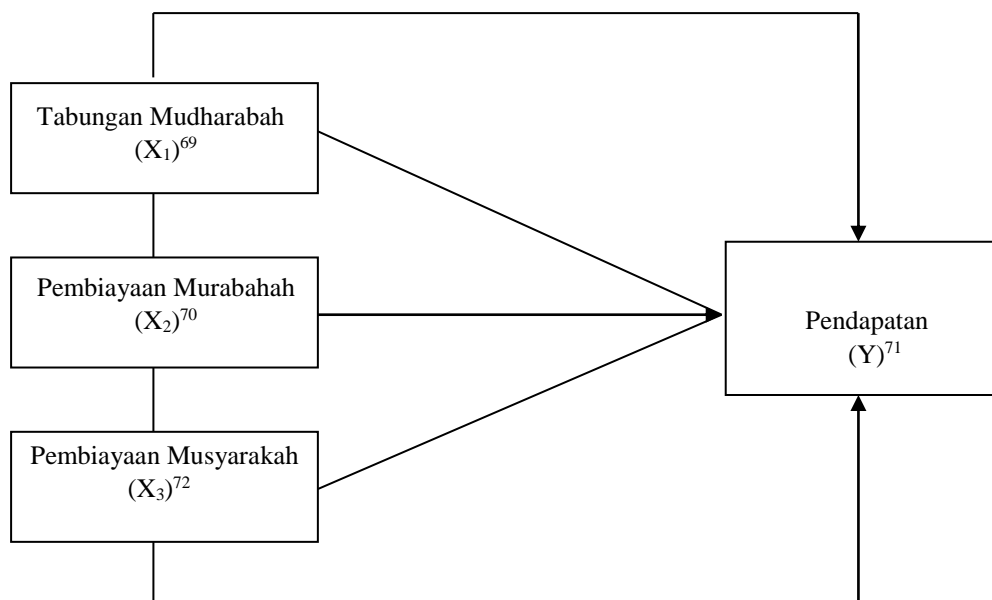 Tabungan Mudharabah
(X₁)⁶⁹
Pembiayaan Murabahah
(X₂)⁷⁰
Pendapatan
(Y)⁷¹
Pembiayaan Musyarakah
(X₃)⁷²